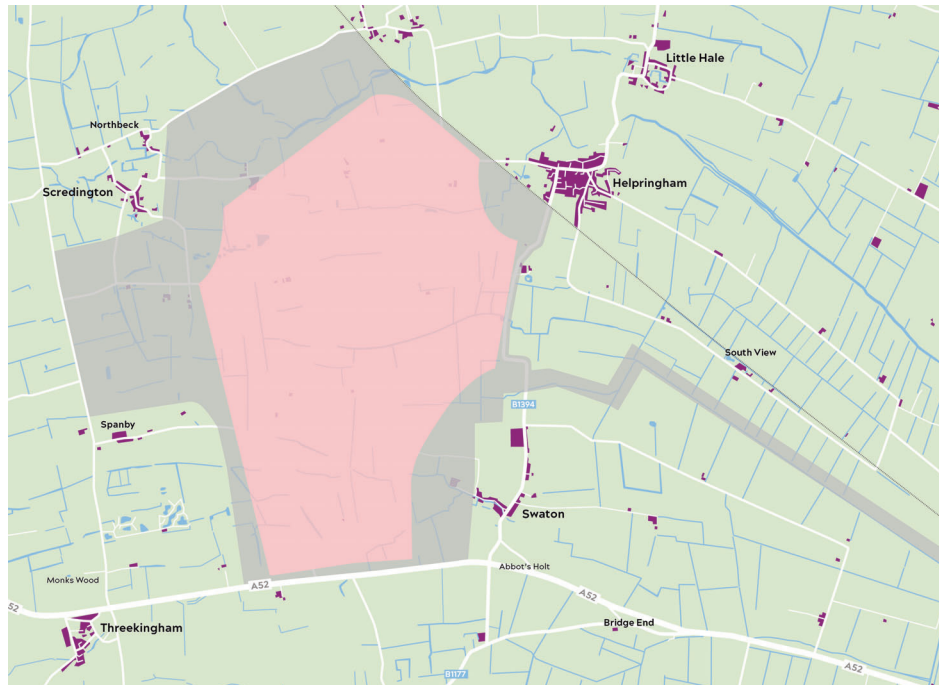 Little Hale
Northbeck
Scredington
Helpringham
South View
B1394
Spanby
Swaton
Abbot's Holt
Monks Wood
A52
A52
52
Threekingham
Bridge End
A52
B1177